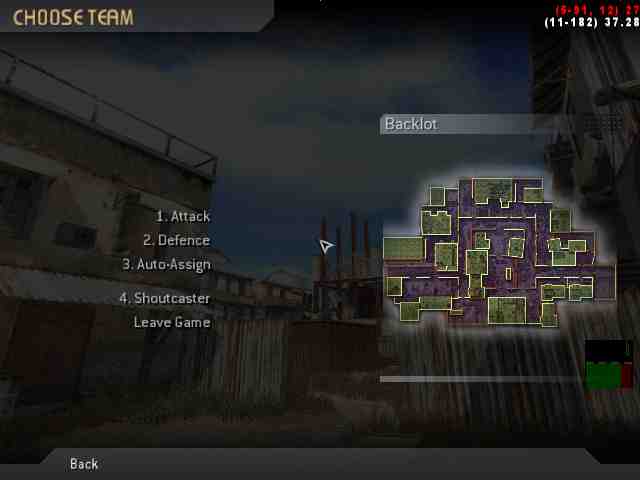 CHOOSE TEAM
(5-91, 12) 27
(11-182) 37.28
Backlot
1. Attack
2. Defence
3. Auto-Assign
4. Shoutcaster
Leave Game
Back